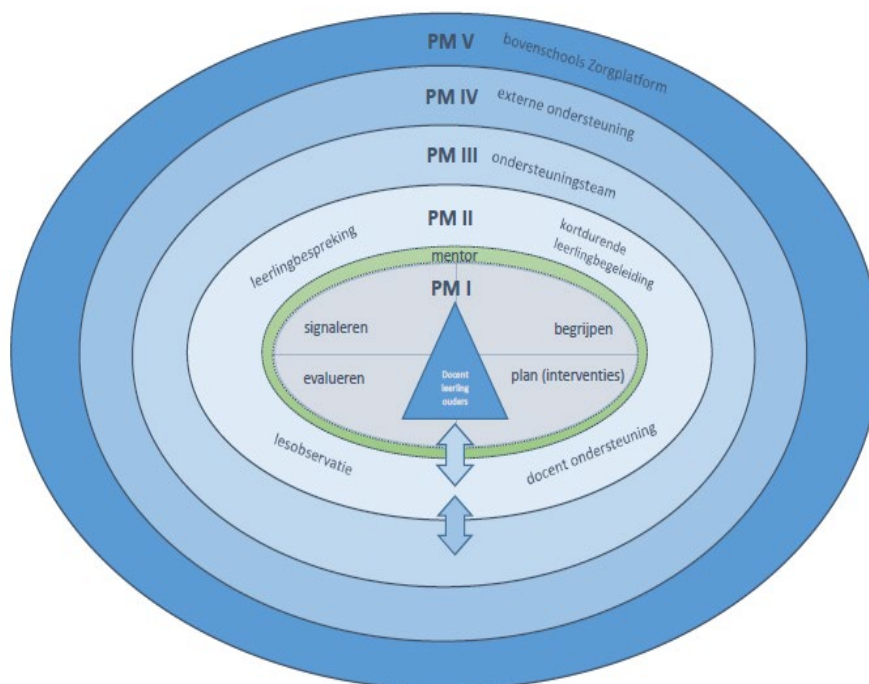 PM V
bovenschools Zorgplatform
PM IV
externe ondersteuning
PM III
ondersteuningsteam
PM II
leerlingbespreking
kortdurende
leerlingbegeleiding
mentor
PM I
signaleren
begrijpen
evalueren
plan (interventies)
Docent
leerling
ouders
lesobservatie
docent ondersteuning